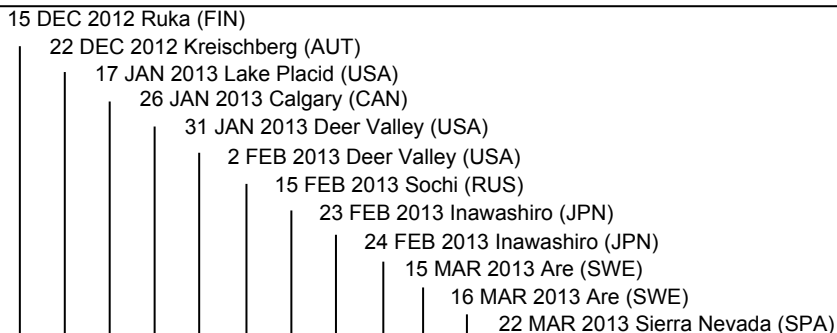 15 DEC 2012 Ruka (FIN)
22 DEC 2012 Kreischberg (AUT)
17 JAN 2013 Lake Placid (USA)
26 JAN 2013 Calgary (CAN)
31 JAN 2013 Deer Valley (USA)
2 FEB 2013 Deer Valley (USA)
15 FEB 2013 Sochi (RUS)
23 FEB 2013 Inawashiro (JPN)
24 FEB 2013 Inawashiro (JPN)
15 MAR 2013 Are (SWE)
16 MAR 2013 Are (SWE)
22 MAR 2013 Sierra Nevada (SPA)